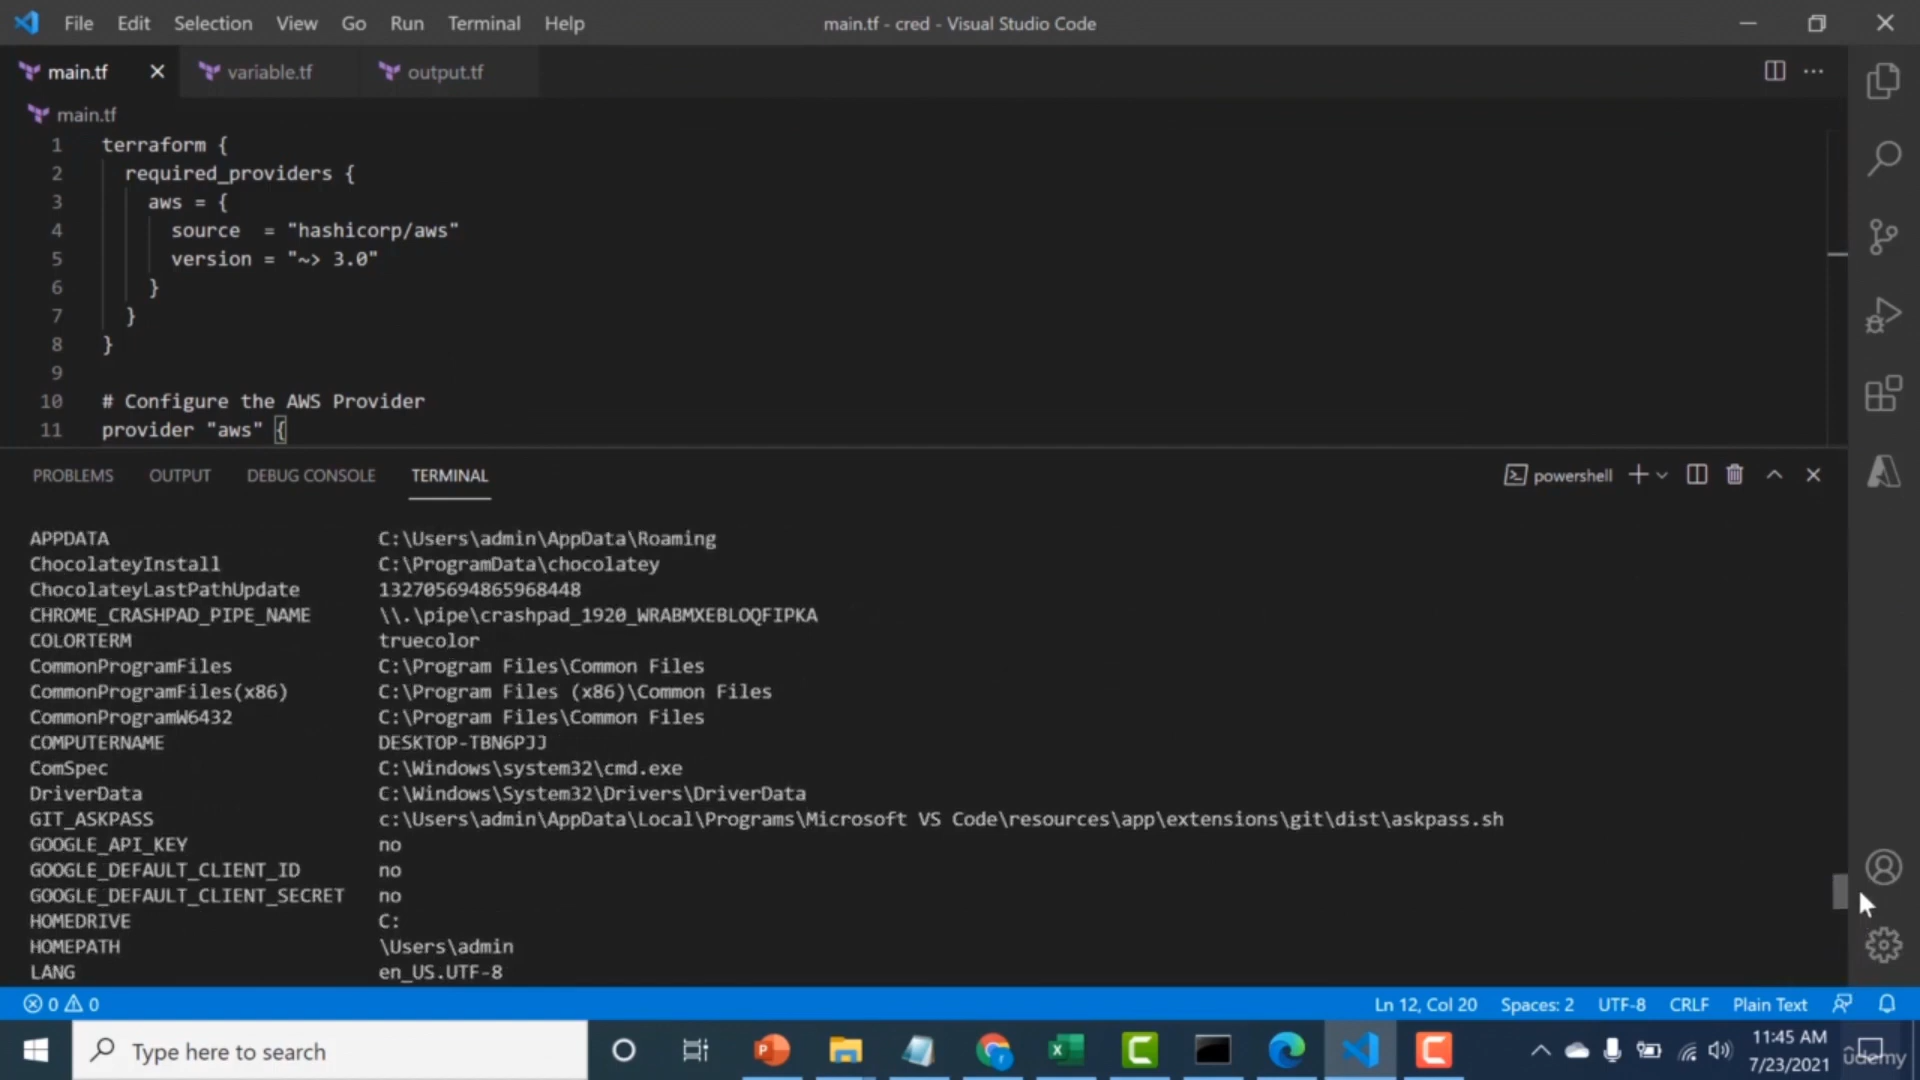 File Edit Selection View Go Run Terminal Help main.tf - cred - Visual Studio Code
main.tf variable.tf output.tf
main.tf
1 terraform {
2 required_providers {
3 aws = {
4 source = "hashicorp/aws"
5 version = "~> 3.0"
6 }
7 }
8 }
9
10 # Configure the AWS Provider
11 provider "aws" {
PROBLEMS OUTPUT DEBUG CONSOLE TERMINAL powershell
APPDATA C:\Users\admin\AppData\Roaming
ChocolateyInstall C:\ProgramData\chocolatey
ChocolateyLastPathUpdate 132705694865968448
CHROME_CRASHPAD_PIPE_NAME \\.\pipe\crashpad_1920_WRABMXEBLOQFIPKA
COLORTERM truecolor
CommonProgramFiles C:\Program Files\Common Files
CommonProgramFiles(x86) C:\Program Files (x86)\Common Files
CommonProgramW6432 C:\Program Files\Common Files
COMPUTERNAME DESKTOP-TBN6PJJ
ComSpec C:\Windows\system32\cmd.exe
DriverData C:\Windows\System32\Drivers\DriverData
GIT_ASKPASS c:\Users\admin\AppData\Local\Programs\Microsoft VS Code\resources\app\extensions\git\dist\askpass.sh
GOOGLE_API_KEY no
GOOGLE_DEFAULT_CLIENT_ID no
GOOGLE_DEFAULT_CLIENT_SECRET no
HOMEDRIVE C:
HOMEPATH \Users\admin
LANG en_US.UTF-8
0 0 Ln 12, Col 20 Spaces: 2 UTF-8 CRLF Plain Text
Type here to search
11:45 AM
7/23/2021
ûdemy